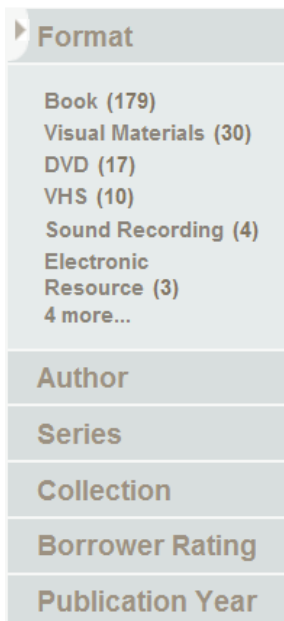 Format
Book (179)
Visual Materials (30)
DVD (17)
VHS (10)
Sound Recording (4)
Electronic
Resource (3)
4 more...
Author
Series
Collection
Borrower Rating
Publication Year